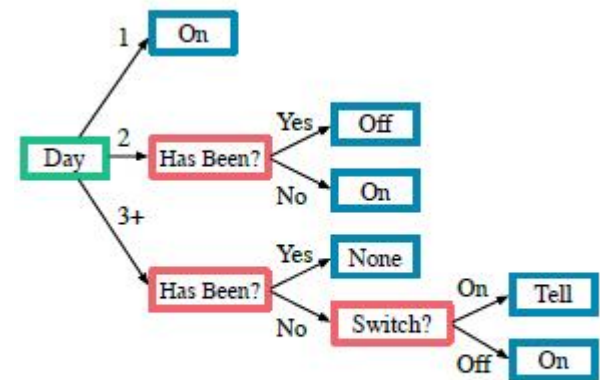 1
On
Day
2
Has Been?
Yes
Off
No
On
3+
Has Been?
Yes
None
No
Switch?
On
Tell
Off
On